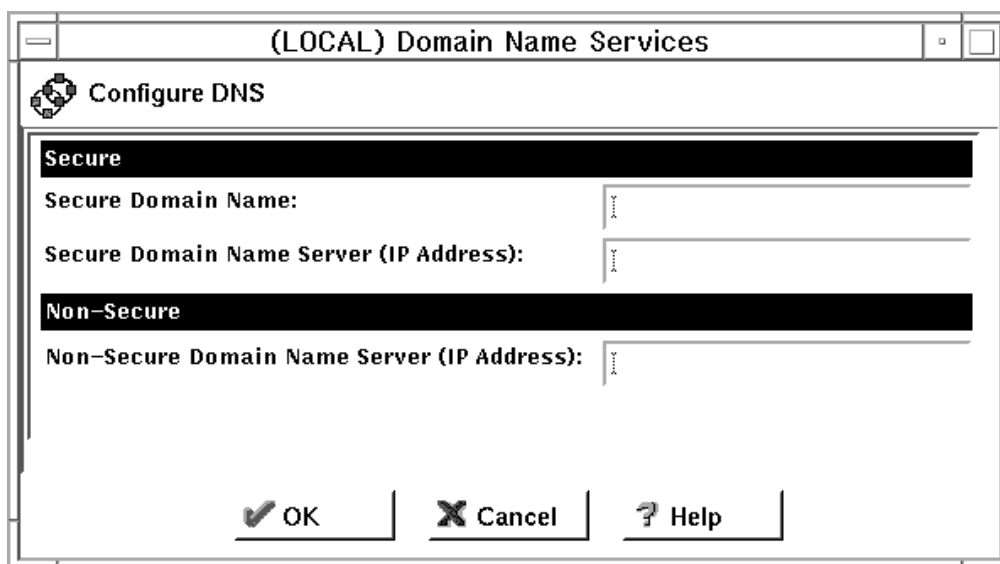 (LOCAL) Domain Name Services
Configure DNS
Secure
Secure Domain Name:
Secure Domain Name Server (IP Address):
Non-Secure
Non-Secure Domain Name Server (IP Address):
OK Cancel Help